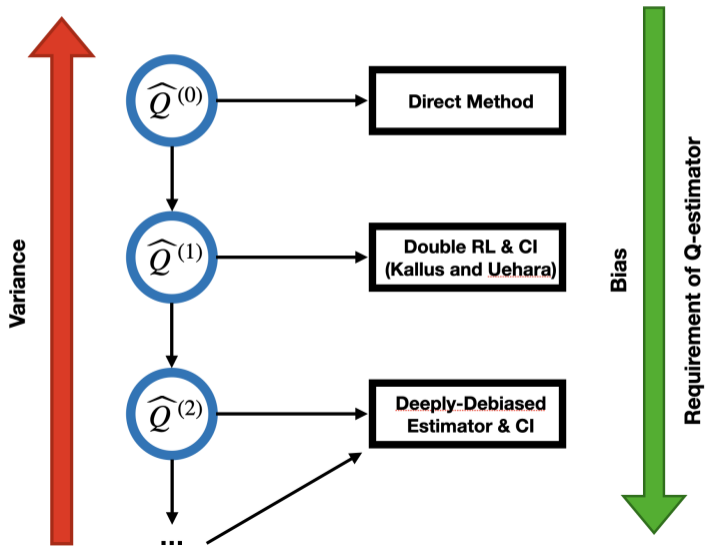 Variance
Q̂⁽⁰⁾
Direct Method
Q̂⁽¹⁾
Double RL & CI
(Kallus and Uehara)
Q̂⁽²⁾
Deeply-Debiased
Estimator & CI
...
Bias
Requirement of Q-estimator